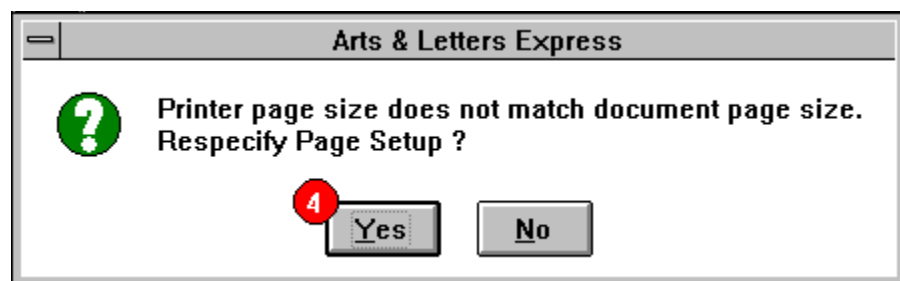 Arts & Letters Express
?
Printer page size does not match document page size.
Respecify Page Setup ?
4
Yes
No